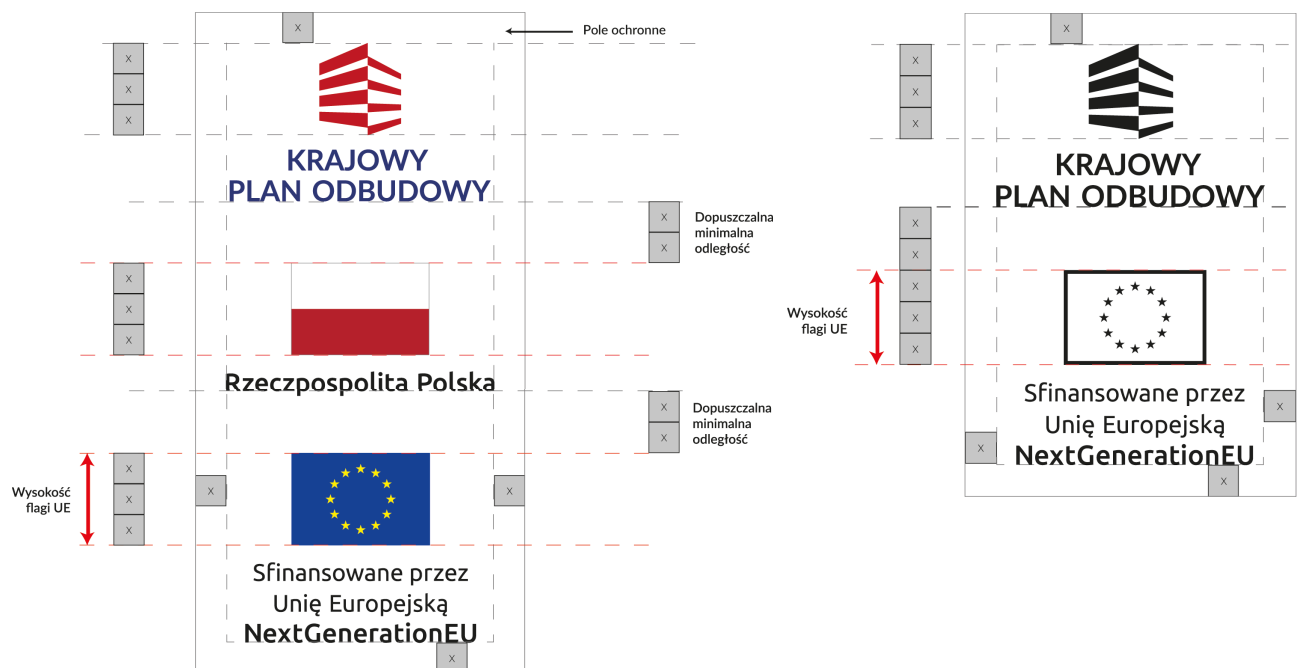 X
Pole ochronne
X
X
X
KRAJOWY
PLAN ODBUDOWY
X
X
Dopuszczalna
minimalna
odległość
X
X
X
Rzeczpospolita Polska
X
X
Dopuszczalna
minimalna
odległość
Wysokość
flagi UE
X
X
X
X
X
Sfinansowane przez
Unię Europejską
NextGenerationEU
X
X
X
X
X
KRAJOWY
PLAN ODBUDOWY
X
X
X
X
X
Wysokość
flagi UE
Sfinansowane przez
Unię Europejską
NextGenerationEU
X
X
X